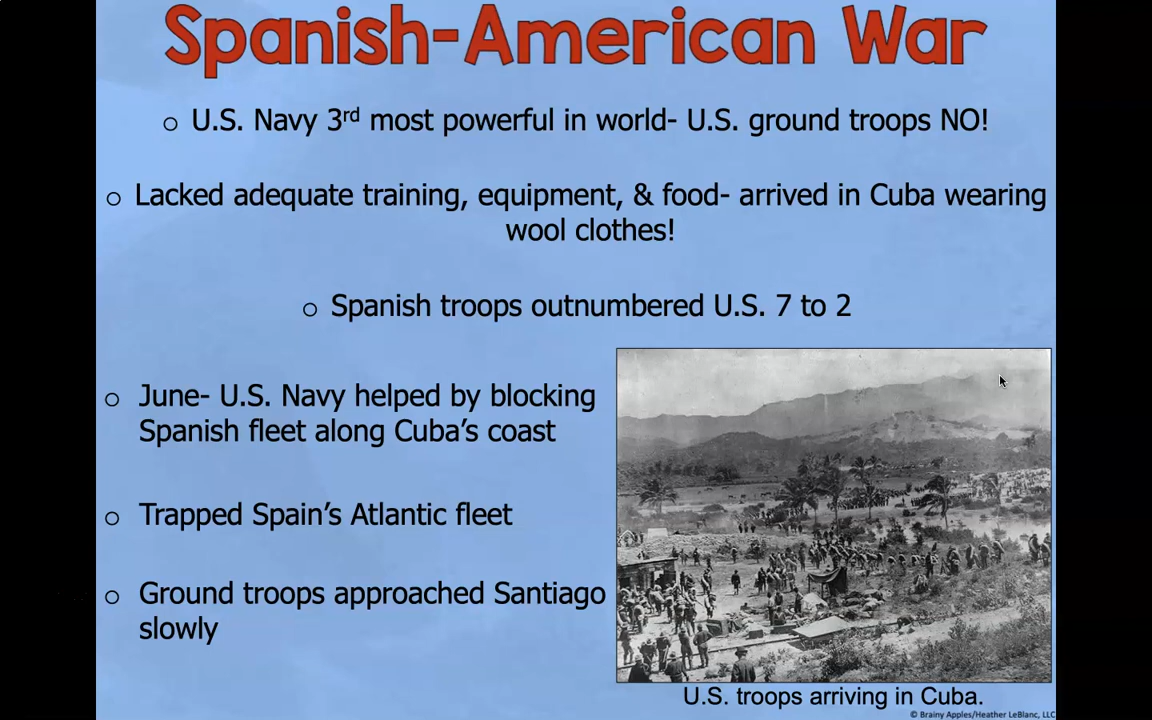 Spanish-American War
o U.S. Navy 3rd most powerful in world- U.S. ground troops NO!
o Lacked adequate training, equipment, & food- arrived in Cuba wearing
wool clothes!
o Spanish troops outnumbered U.S. 7 to 2
o June- U.S. Navy helped by blocking
Spanish fleet along Cuba’s coast
o Trapped Spain’s Atlantic fleet
o Ground troops approached Santiago
slowly
U.S. troops arriving in Cuba.
© Brainy Apples/Heather LeBlanc, LLC